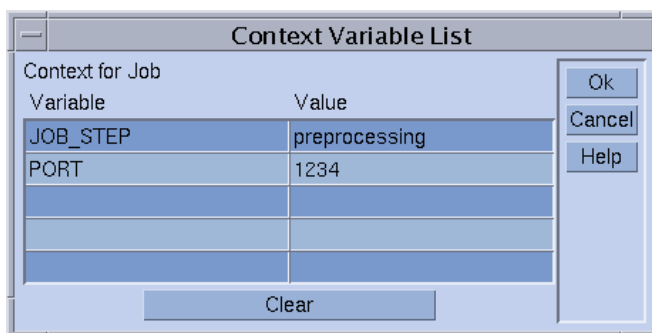 Context Variable List
Context for Job
Variable Value
JOB_STEP preprocessing
PORT 1234
Clear
Ok
Cancel
Help